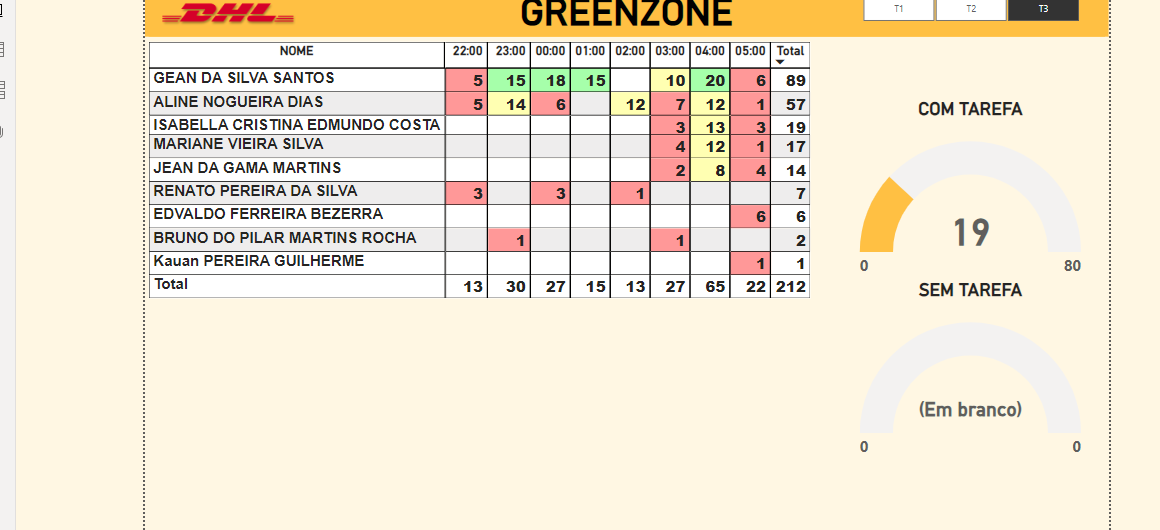 DHL GREENZONE T1 T2 T3
NOME 22:00 23:00 00:00 01:00 02:00 03:00 04:00 05:00 Total
GEAN DA SILVA SANTOS 5 15 18 15 10 20 6 89
ALINE NOGUEIRA DIAS 5 14 6 12 7 12 1 57
ISABELLA CRISTINA EDMUNDO COSTA 3 13 3 19
MARIANE VIEIRA SILVA 4 12 1 17
JEAN DA GAMA MARTINS 2 8 4 14
RENATO PEREIRA DA SILVA 3 3 1 7
EDVALDO FERREIRA BEZERRA 6 6
BRUNO DO PILAR MARTINS ROCHA 1 1 2
Kauan PEREIRA GUILHERME 1 1
Total 13 30 27 15 13 27 65 22 212
COM TAREFA
19
0 80
SEM TAREFA
(Em branco)
0 0